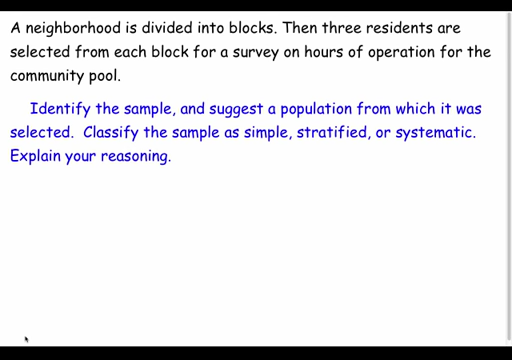 A neighborhood is divided into blocks. Then three residents are
selected from each block for a survey on hours of operation for the
community pool.
Identify the sample, and suggest a population from which it was
selected. Classify the sample as simple, stratified, or systematic.
Explain your reasoning.